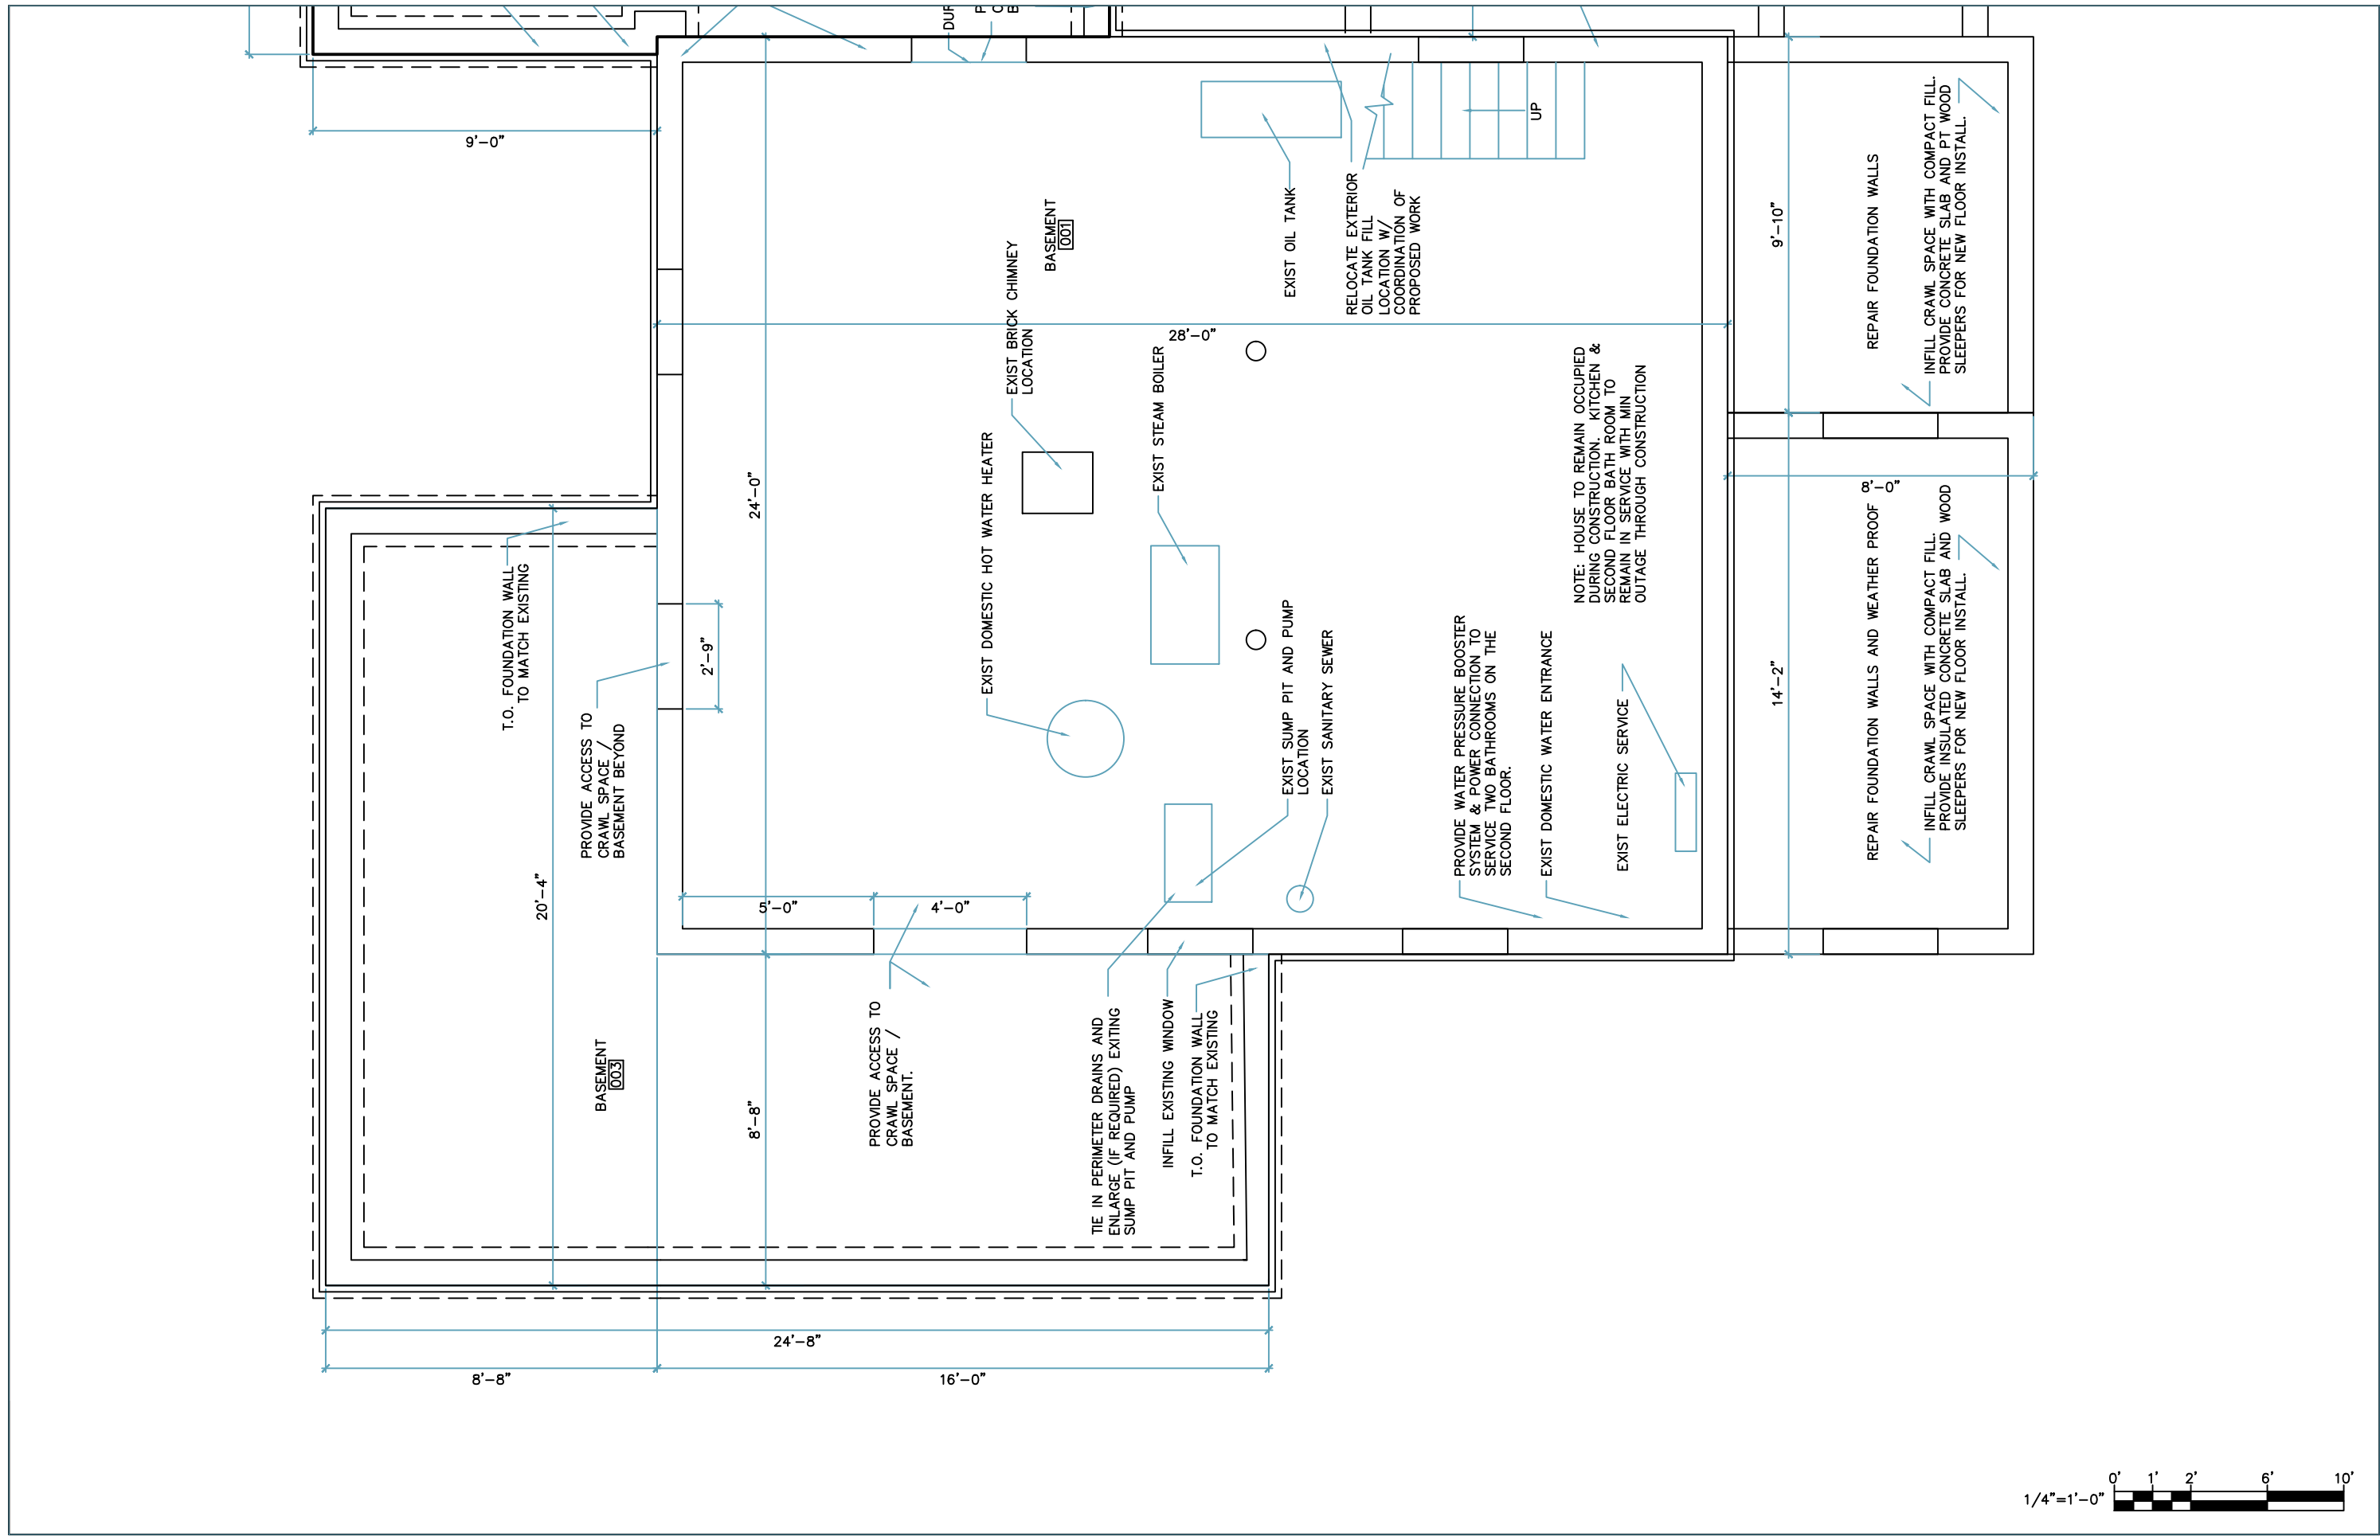 DUR
P
C
B
9'-0"
UP
BASEMENT
001
EXIST OIL TANK
RELOCATE EXTERIOR
OIL TANK FILL
LOCATION W/
COORDINATION OF
PROPOSED WORK
9'-10"
REPAIR FOUNDATION WALLS
INFILL CRAWL SPACE WITH COMPACT FILL.
PROVIDE CONCRETE SLAB AND PT WOOD
SLEEPERS FOR NEW FLOOR INSTALL.
EXIST BRICK CHIMNEY
LOCATION
28'-0"
EXIST STEAM BOILER
EXIST DOMESTIC HOT WATER HEATER
24'-0"
NOTE: HOUSE TO REMAIN OCCUPIED
DURING CONSTRUCTION. KITCHEN &
SECOND FLOOR BATH ROOM TO
REMAIN IN SERVICE WITH MIN
OUTAGE THROUGH CONSTRUCTION
8'-0"
T.O. FOUNDATION WALL
TO MATCH EXISTING
2'-9"
PROVIDE ACCESS TO
CRAWL SPACE /
BASEMENT BEYOND
EXIST SUMP PIT AND PUMP
LOCATION
EXIST SANITARY SEWER
PROVIDE WATER PRESSURE BOOSTER
SYSTEM & POWER CONNECTION TO
SERVICE TWO BATHROOMS ON THE
SECOND FLOOR.
EXIST DOMESTIC WATER ENTRANCE
EXIST ELECTRIC SERVICE
14'-2"
REPAIR FOUNDATION WALLS AND WEATHER PROOF
INFILL CRAWL SPACE WITH COMPACT FILL.
PROVIDE INSULATED CONCRETE SLAB AND WOOD
SLEEPERS FOR NEW FLOOR INSTALL.
20'-4"
5'-0"
4'-0"
BASEMENT
003
8'-8"
PROVIDE ACCESS TO
CRAWL SPACE /
BASEMENT.
TIE IN PERIMETER DRAINS AND
ENLARGE (IF REQUIRED) EXITING
SUMP PIT AND PUMP
INFILL EXISTING WINDOW
T.O. FOUNDATION WALL
TO MATCH EXISTING
24'-8"
8'-8"
16'-0"
0' 1' 2' 6' 10'
1/4"=1'-0"